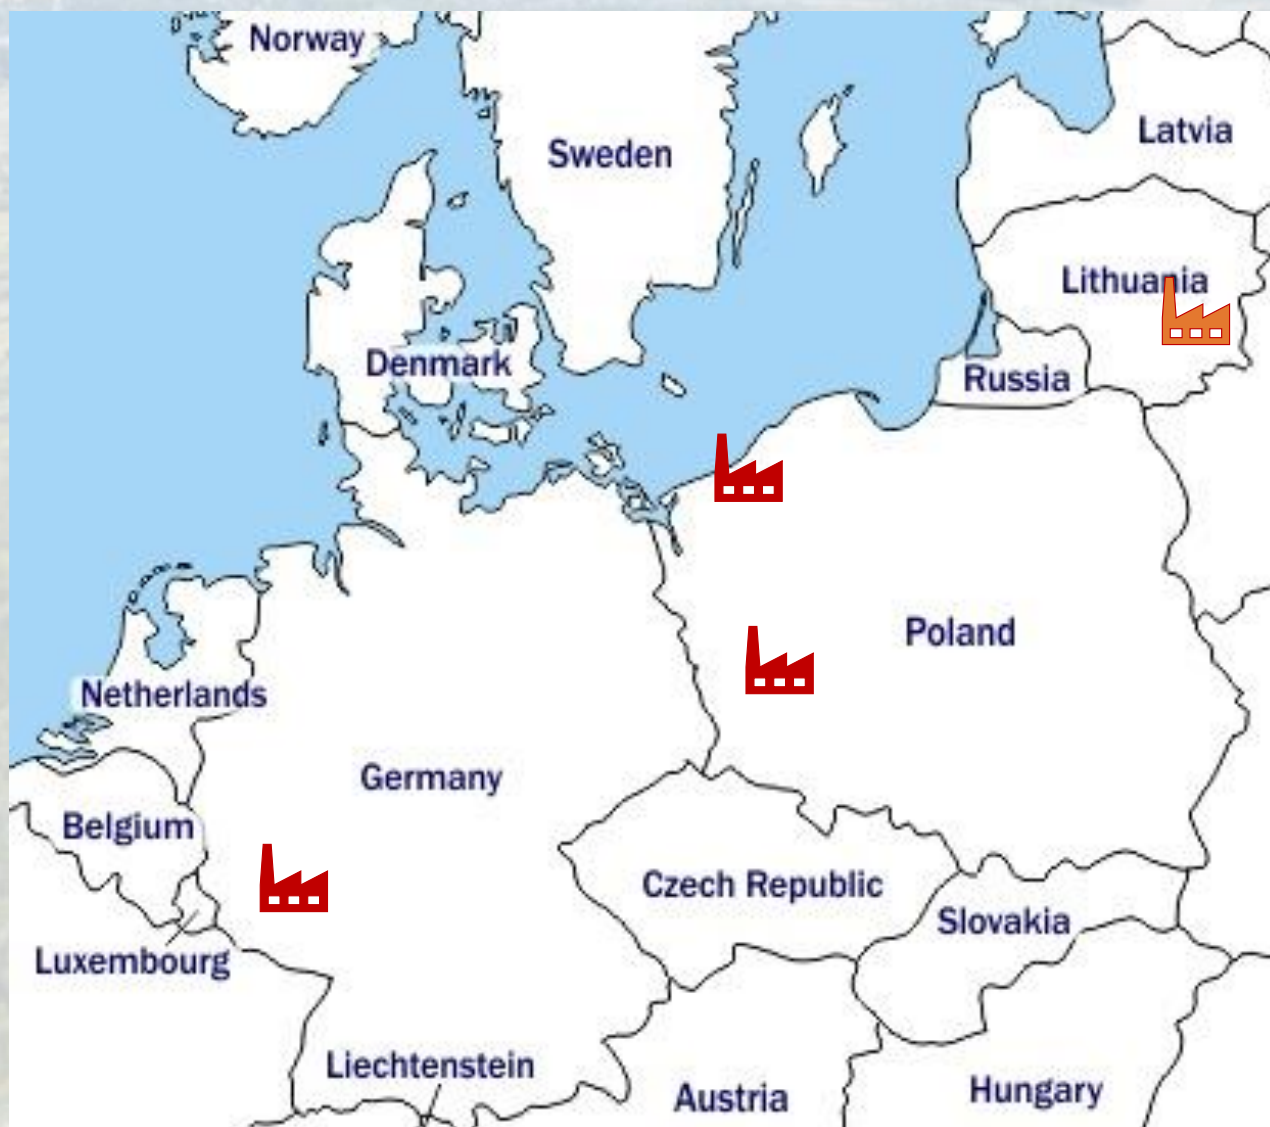 Norway
Sweden
Latvia
Lithuania
Denmark
Russia
Poland
Netherlands
Germany
Belgium
Czech Republic
Slovakia
Luxembourg
Liechtenstein
Austria
Hungary